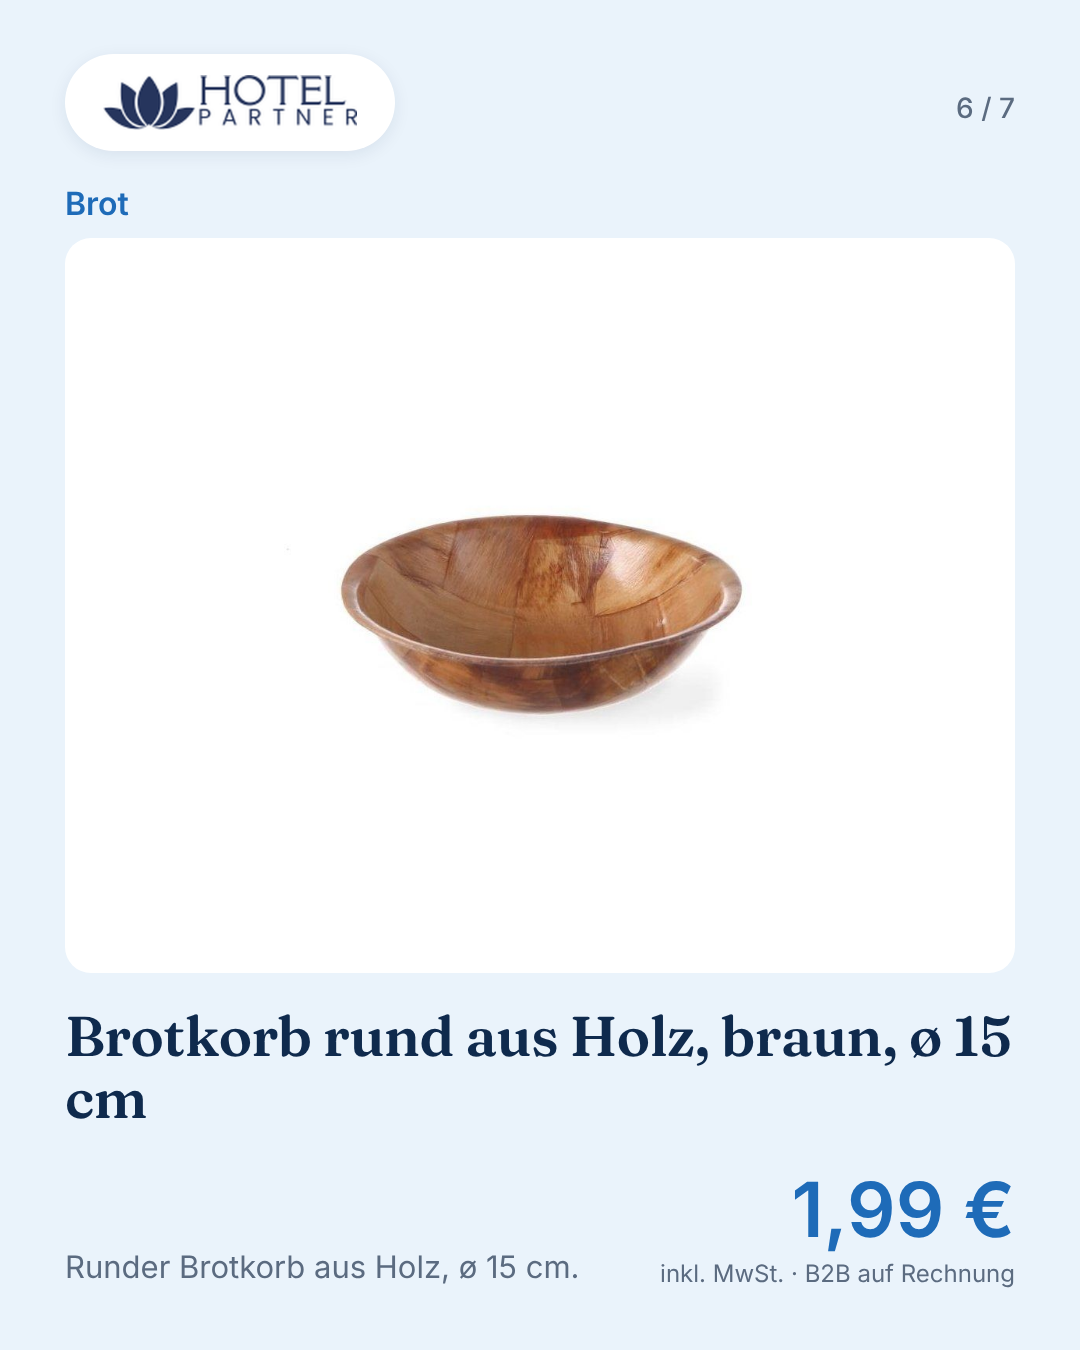 HOTEL
PARTNER
6 / 7
Brot
Brotkorb rund aus Holz, braun, ø 15
cm
1,99 €
Runder Brotkorb aus Holz, ø 15 cm.
inkl. MwSt. · B2B auf Rechnung